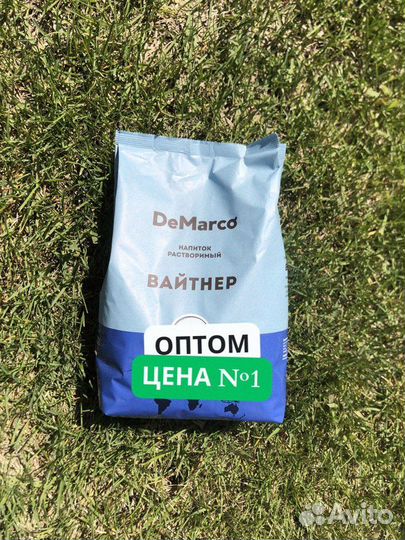 DeMarco
НАПИТОК
РАСТВОРИМЫЙ
ВАЙТНЕР
ОПТОМ
ЦЕНА №1
Avito